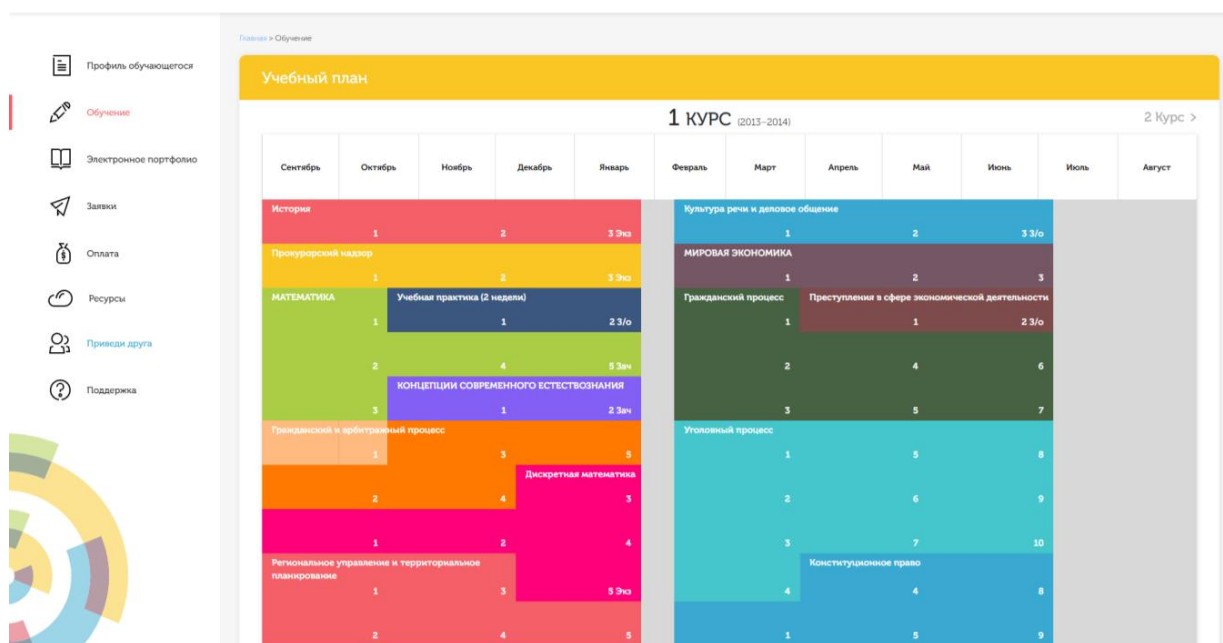 Главная > Обучение
Профиль обучающегося
Обучение
Электронное портфолио
Заявки
Оплата
Ресурсы
Приведи друга
Поддержка
Учебный план
1 КУРС (2013-2014)
2 Курс >
Сентябрь Октябрь Ноябрь Декабрь Январь Февраль Март Апрель Май Июнь Июль Август
История Культура речи и деловое общение
1 2 3 Экз 1 2 3 З/о
Прокурорский надзор МИРОВАЯ ЭКОНОМИКА
1 2 3 Экз 1 2 3
МАТЕМАТИКА Учебная практика (2 недели) Гражданский процесс Преступления в сфере экономической деятельности
1 1 2 З/о 1 1 2 З/о
2 4 5 Зач 2 4 6
КОНЦЕПЦИИ СОВРЕМЕННОГО ЕСТЕСТВОЗНАНИЯ
3 1 2 Зач 3 5 7
Гражданский и арбитражный процесс Уголовный процесс
1 3 5 1 5 8
Дискретная математика
2 4 3 2 6 9
1 2 4 3 7 10
Региональное управление и территориальное Конституционное право
планирование
1 3 5 Экз 4 4 8
2 4 5 1 5 9